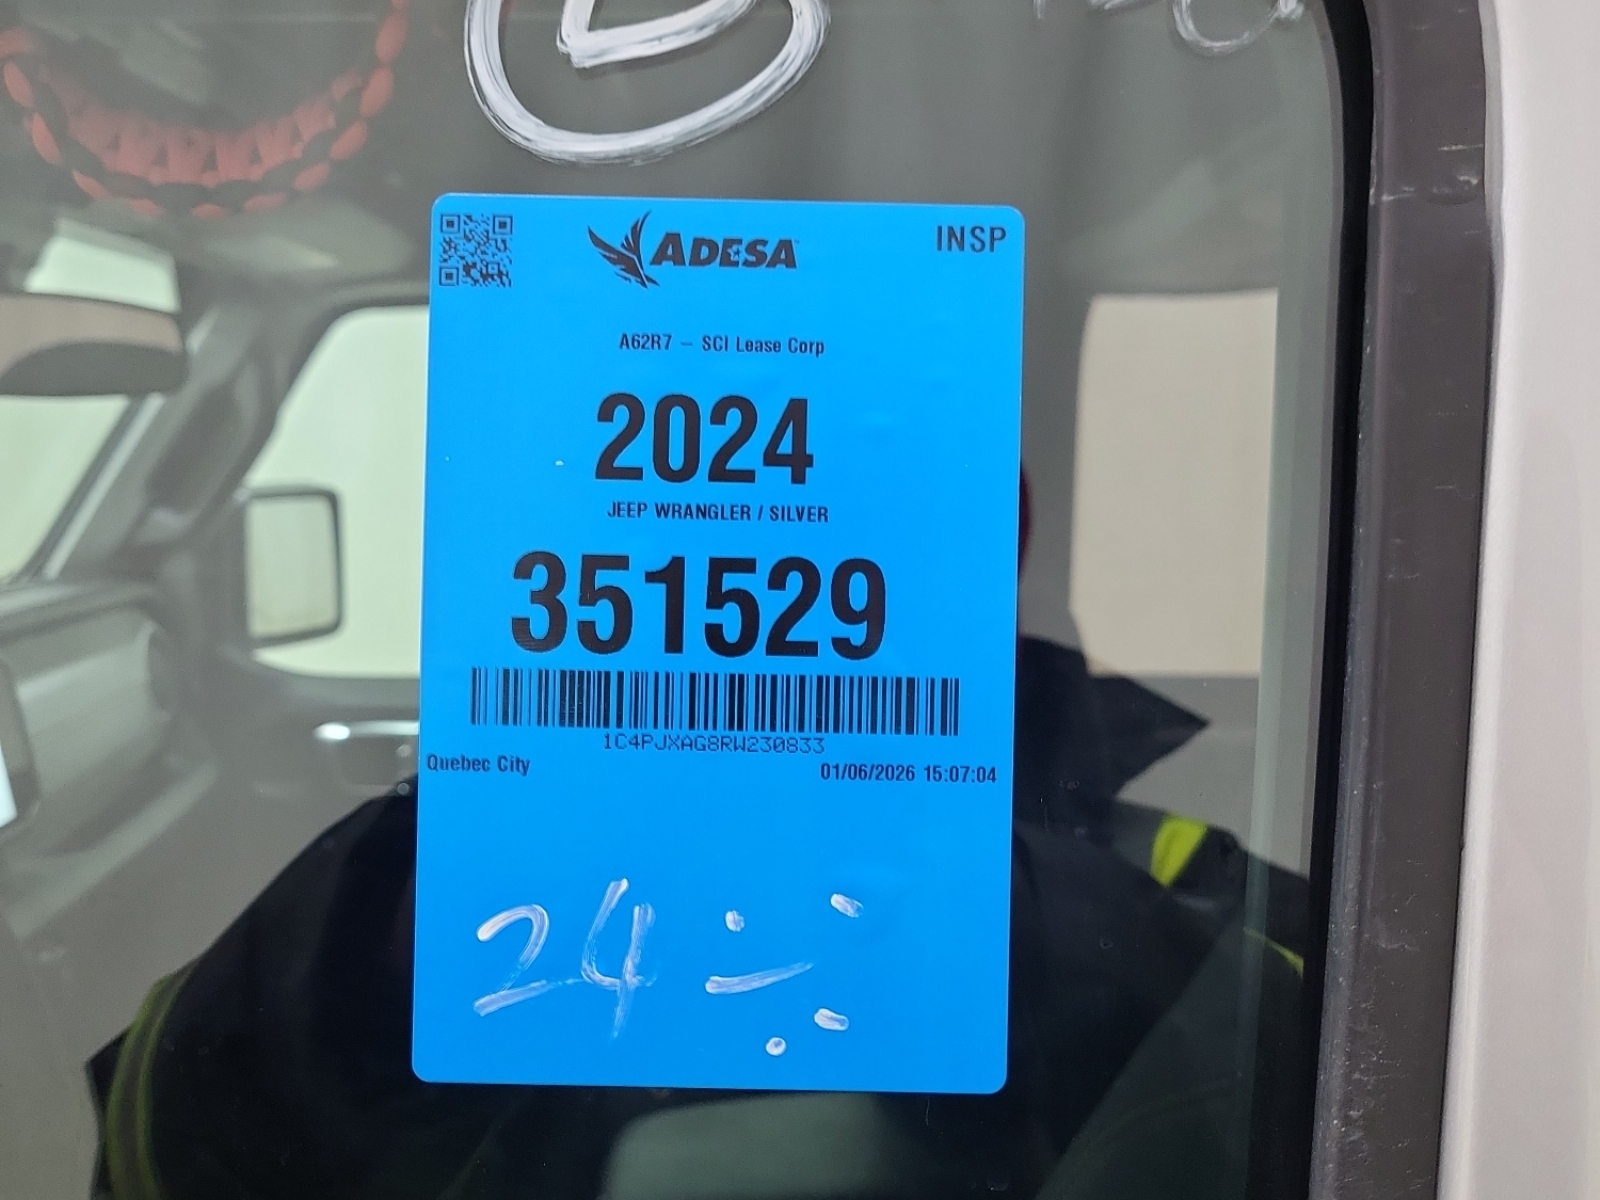 ADESA
INSP
A62R7 – SCI Lease Corp
2024
JEEP WRANGLER / SILVER
351529
1C4PJXAG8RW230833
Quebec City
01/06/2026 15:07:04
24